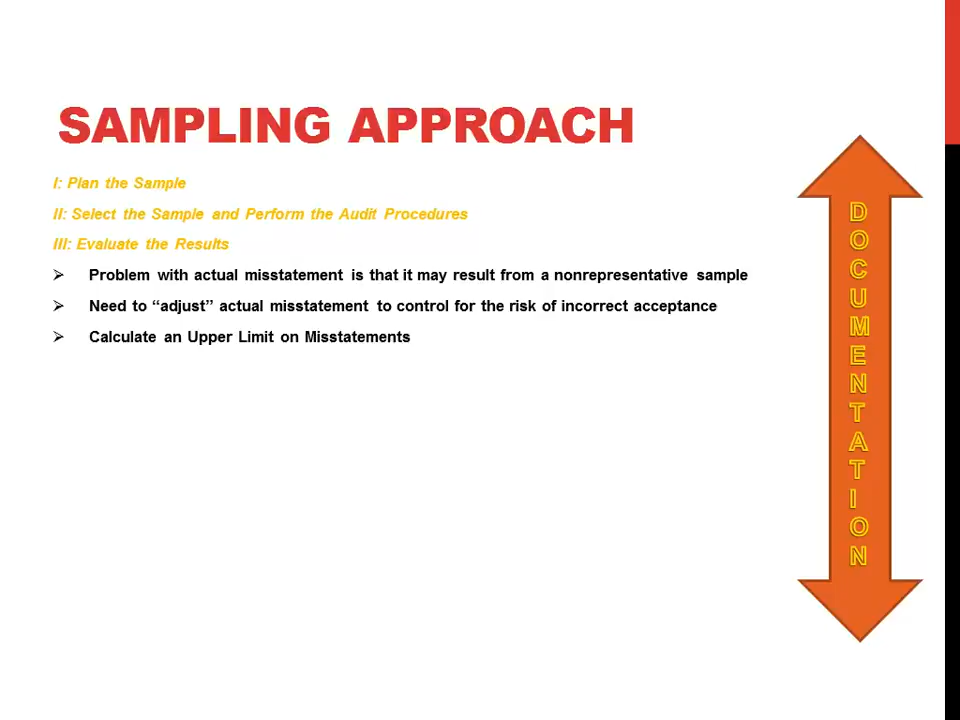 SAMPLING APPROACH
I: Plan the Sample
II: Select the Sample and Perform the Audit Procedures
III: Evaluate the Results
➢ Problem with actual misstatement is that it may result from a nonrepresentative sample
➢ Need to “adjust” actual misstatement to control for the risk of incorrect acceptance
➢ Calculate an Upper Limit on Misstatements
DOCUMENTATION